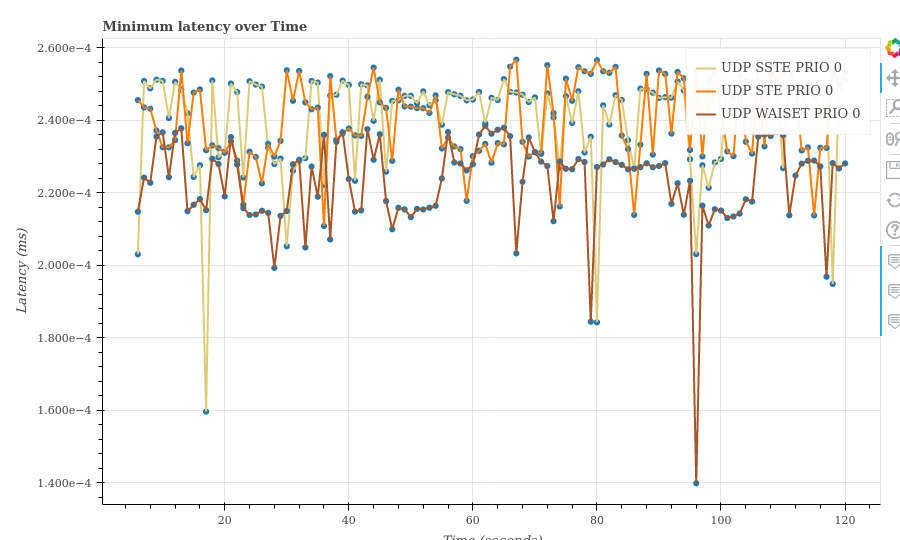 Minimum latency over Time
2.600e−4
2.400e−4
2.200e−4
2.000e−4
1.800e−4
1.600e−4
1.400e−4
Latency (ms)
UDP SSTE PRIO 0
UDP STE PRIO 0
UDP WAISET PRIO 0
20
40
60
80
100
120
Time (seconds)